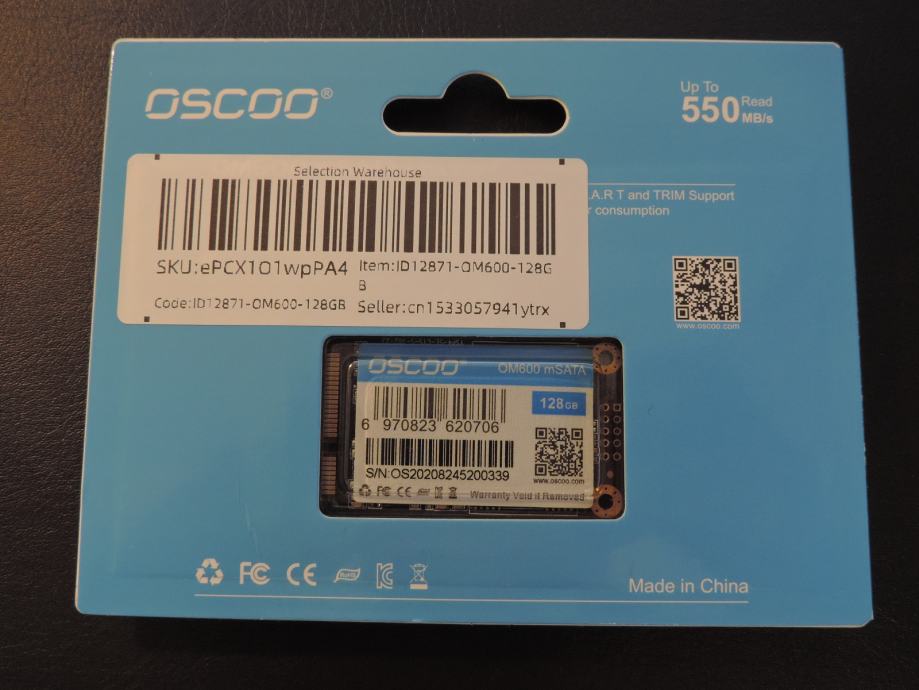 OSCOO®
Up To
550 Read MB/s
Selection Warehouse
SKU:ePCX1O1wpPA4
Item:ID12871-OM600-128G
B
Code:ID12871-OM600-128GB
Seller:cn1533057941ytrx
.A.R T and TRIM Support
r consumption
www.oscoo.com
OSCOO®
OM600 mSATA
128GB
6 970823 620706
S/N:OS20208245200339
www.oscoo.com
FC CE
Warranty Void if Removed
FC CE RoHS
Made in China